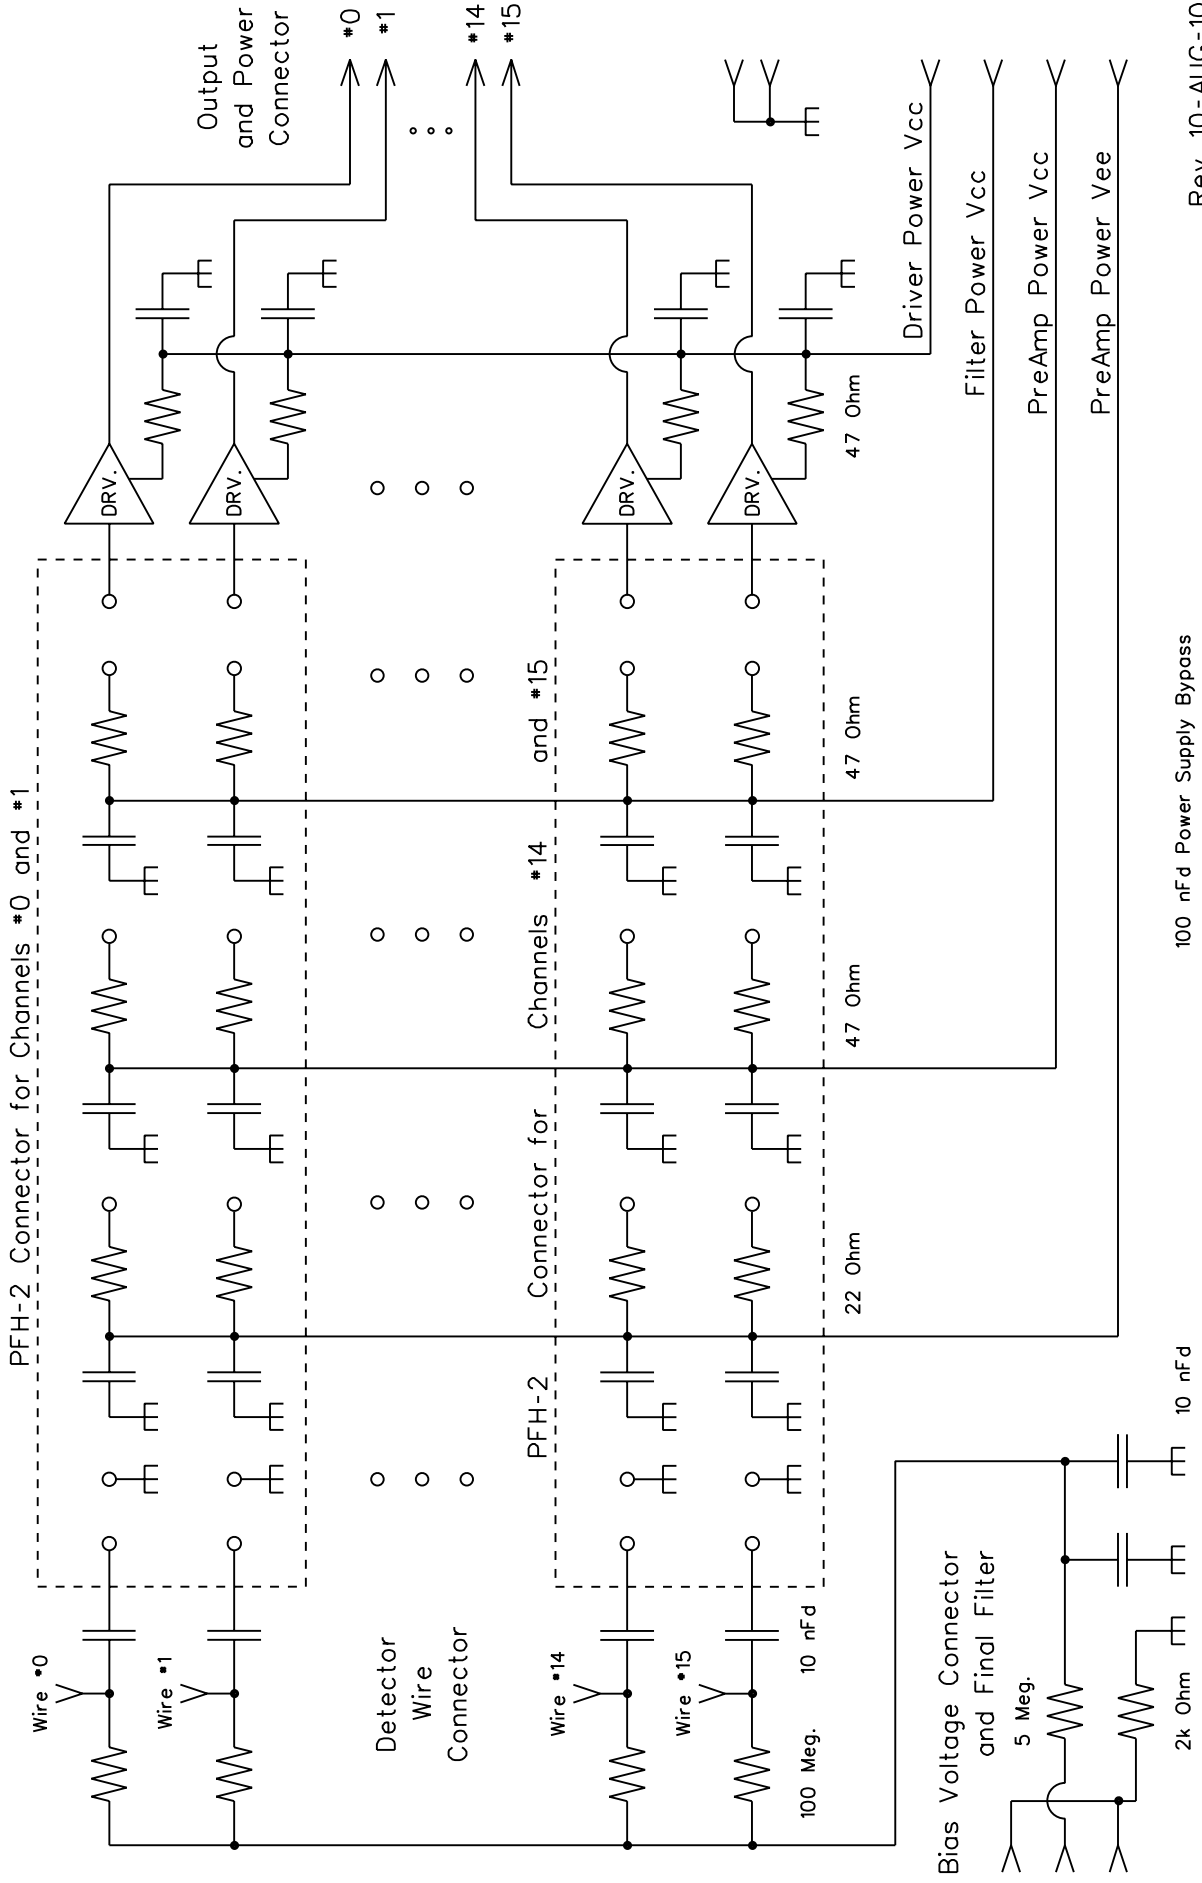 PFH-2 Connector for Channels #0 and #1
Output
and Power
Connector
#0
#1
#14
#15
DRV.
DRV.
DRV.
DRV.
47 Ohm
Driver Power Vcc
Filter Power Vcc
PreAmp Power Vcc
PreAmp Power Vee
PFH-2 Connector for Channels #14 and #15
22 Ohm
47 Ohm
47 Ohm
Wire #0
Wire #1
Detector
Wire
Connector
Wire #14
Wire #15
100 Meg.
10 nFd
Bias Voltage Connector
and Final Filter
5 Meg.
2k Ohm
10 nFd
100 nFd Power Supply Bypass